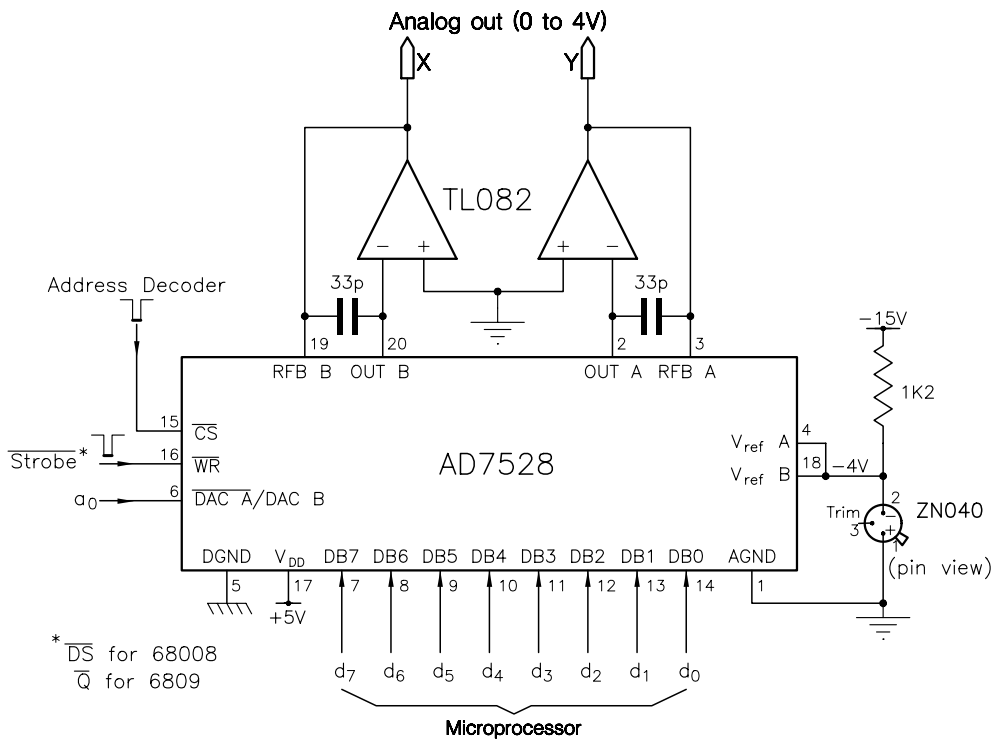 Analog out (0 to 4V)
X
Y
TL082
33p
33p
Address Decoder
19
20
2
3
RFB B
OUT B
OUT A
RFB A
-15V
1K2
15
CS
Strobe*
16
WR
a0
6
DAC A/DAC B
AD7528
Vref A
4
Vref B
18
-4V
2
Trim
3
−
+
1
ZN040
(pin view)
DGND
VDD
DB7
DB6
DB5
DB4
DB3
DB2
DB1
DB0
AGND
5
17
7
8
9
10
11
12
13
14
1
+5V
* DS for 68008
Q for 6809
d7
d6
d5
d4
d3
d2
d1
d0
Microprocessor